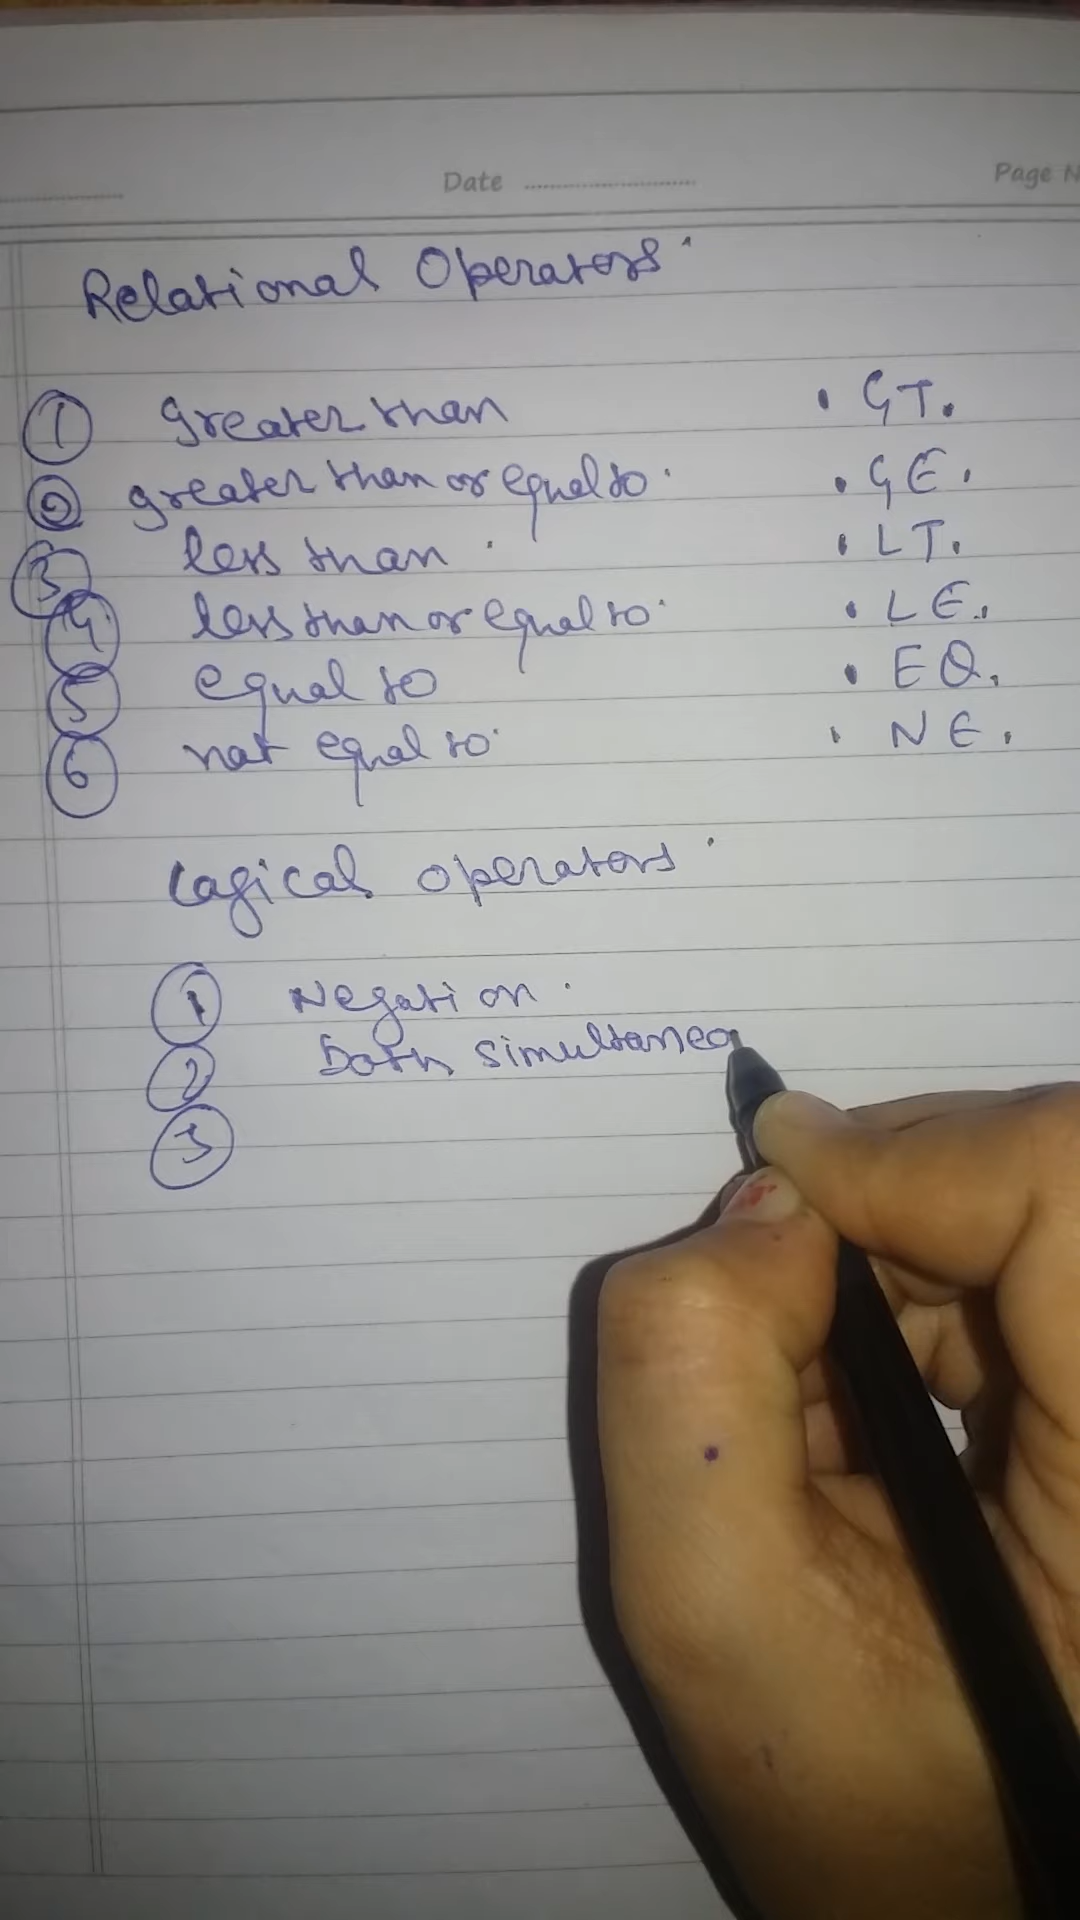 Date ........................ Page N
Relational Operators
① greater than .GT.
② greater than or equal to. .GE.
③ less than. .LT.
④ less than or equal to. .LE.
⑤ equal to .EQ.
⑥ not equal to. .NE.
Logical operators
① Negation.
② both simultaneo
③